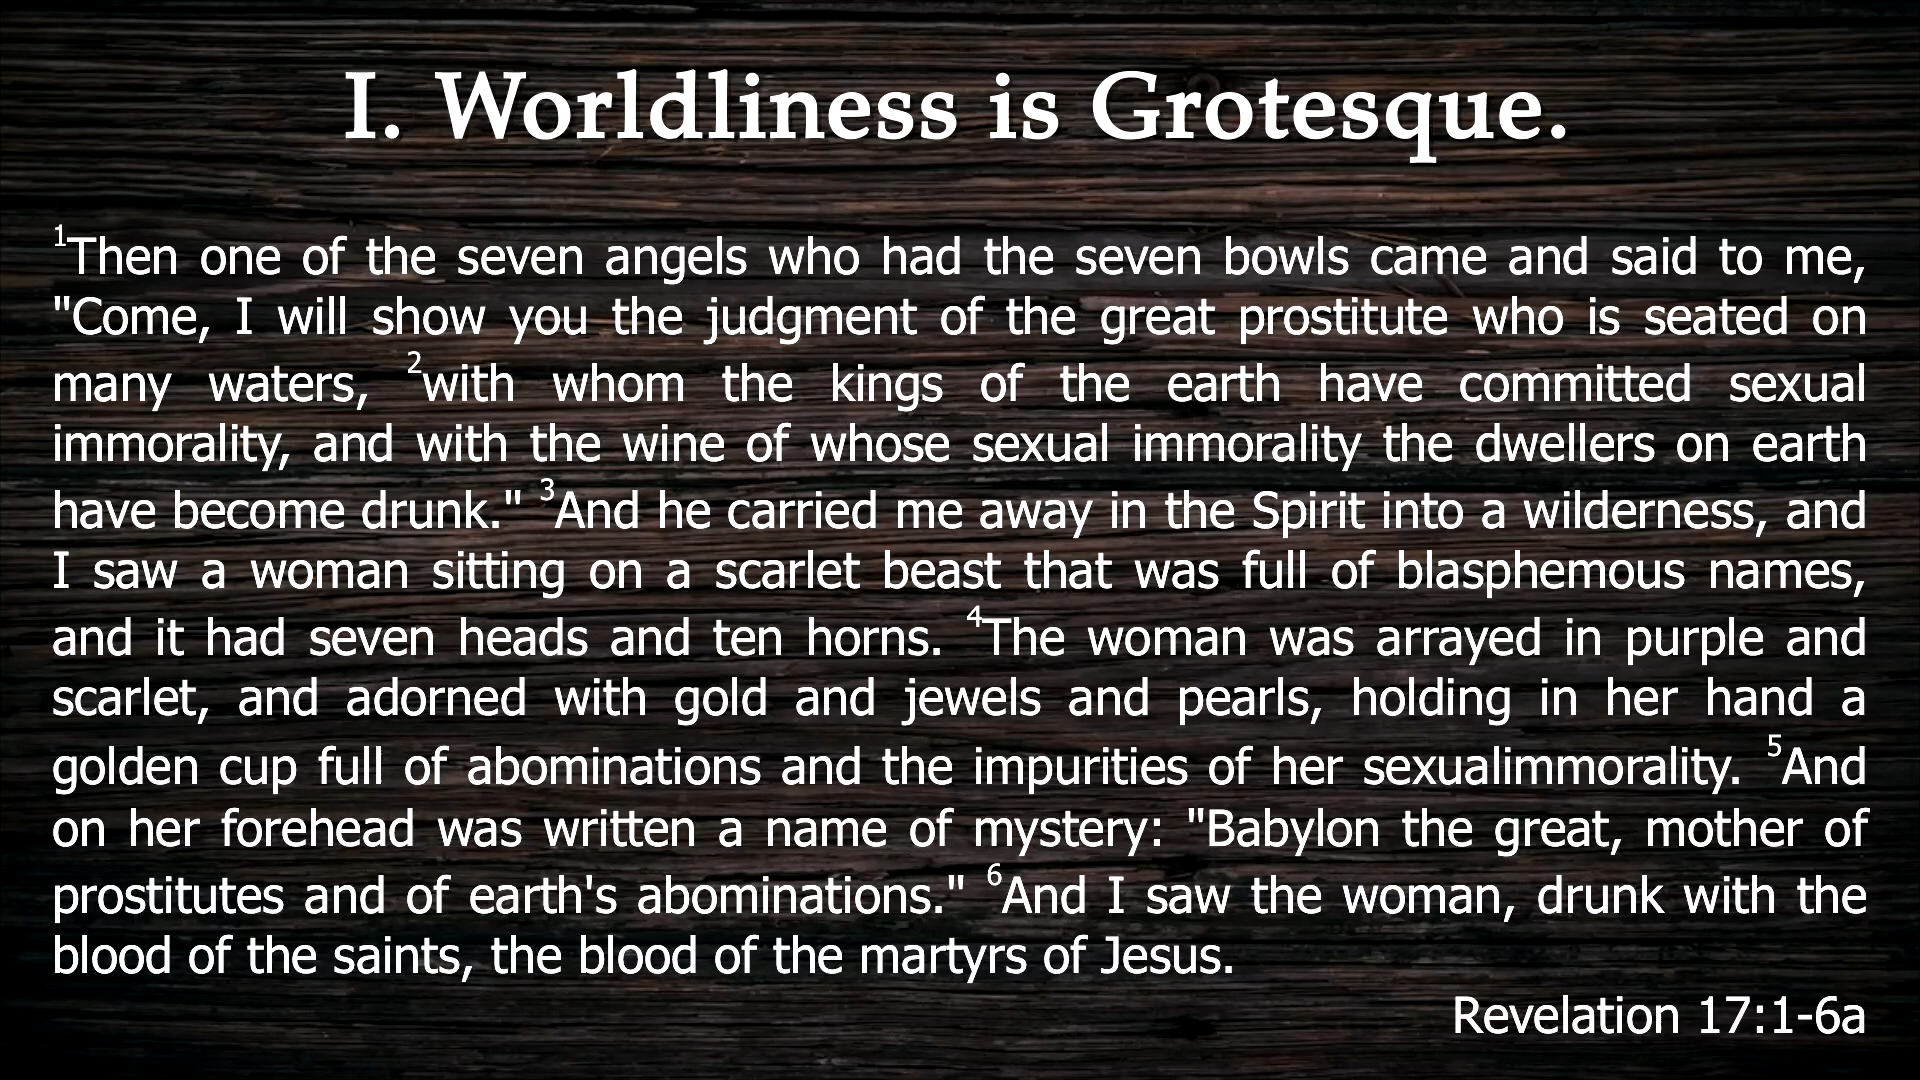 I. Worldliness is Grotesque.
1Then one of the seven angels who had the seven bowls came and said to me,
"Come, I will show you the judgment of the great prostitute who is seated on
many waters, 2with whom the kings of the earth have committed sexual
immorality, and with the wine of whose sexual immorality the dwellers on earth
have become drunk." 3And he carried me away in the Spirit into a wilderness, and
I saw a woman sitting on a scarlet beast that was full of blasphemous names,
and it had seven heads and ten horns. 4The woman was arrayed in purple and
scarlet, and adorned with gold and jewels and pearls, holding in her hand a
golden cup full of abominations and the impurities of her sexualimmorality. 5And
on her forehead was written a name of mystery: "Babylon the great, mother of
prostitutes and of earth's abominations." 6And I saw the woman, drunk with the
blood of the saints, the blood of the martyrs of Jesus.
Revelation 17:1-6a